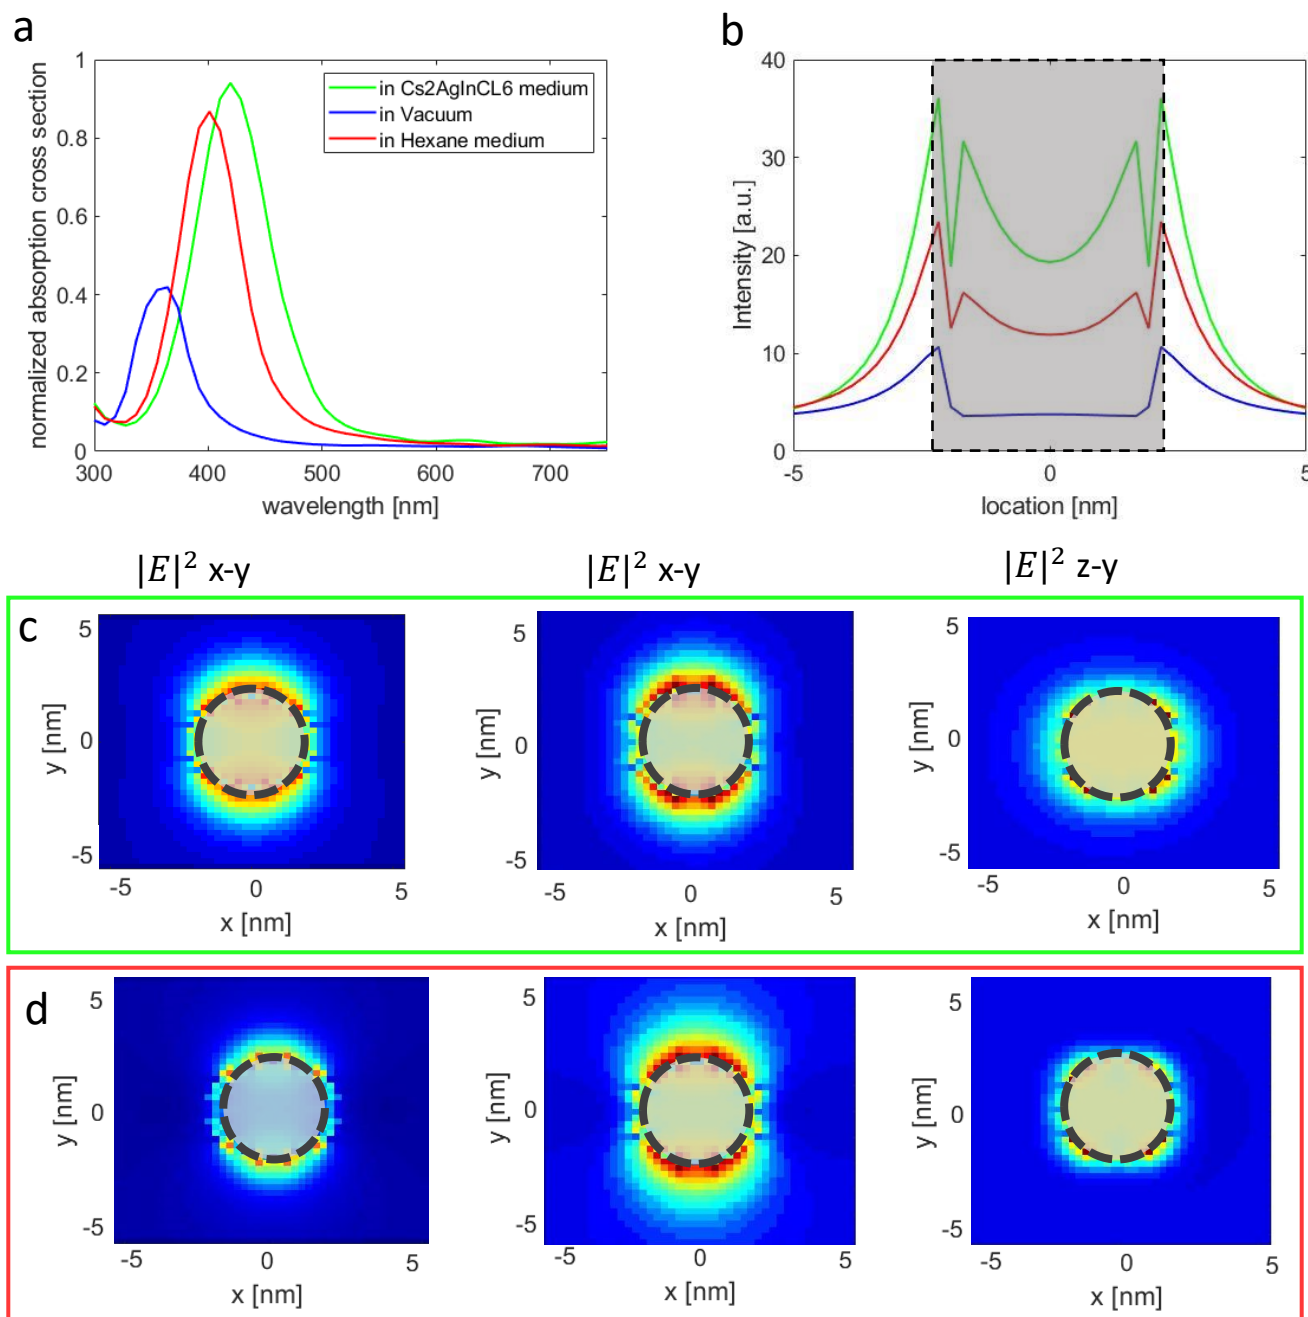 a
normalized absorption cross section
1
0.8
0.6
0.4
0.2
0
300
400
500
600
700
wavelength [nm]
in Cs2AgInCL6 medium
in Vacuum
in Hexane medium
b
Intensity [a.u.]
40
30
20
10
0
-5
0
5
location [nm]
|E|² x-y
|E|² x-y
|E|² z-y
c
y [nm]
5
0
-5
-5
0
5
x [nm]
y [nm]
5
0
-5
-5
0
5
x [nm]
y [nm]
5
0
-5
-5
0
5
x [nm]
d
y [nm]
5
0
-5
-5
0
5
x [nm]
y [nm]
5
0
-5
-5
0
5
x [nm]
y [nm]
5
0
-5
-5
0
5
x [nm]